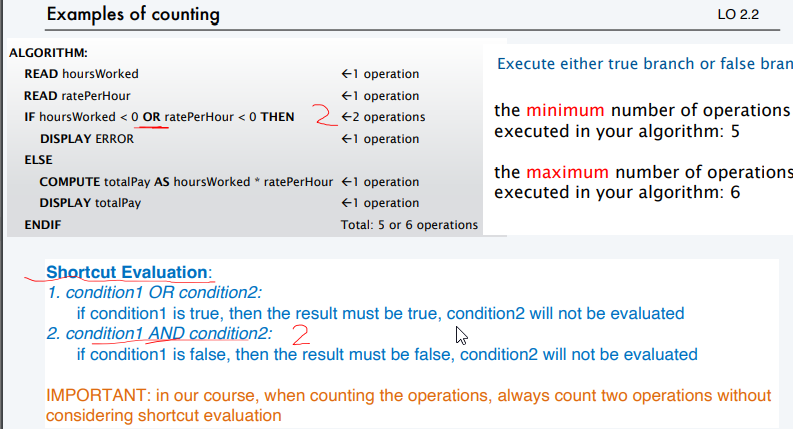 Examples of counting LO 2.2
ALGORITHM:
READ hoursWorked ←1 operation
READ ratePerHour ←1 operation
IF hoursWorked < 0 OR ratePerHour < 0 THEN 2 ←2 operations
DISPLAY ERROR ←1 operation
ELSE
COMPUTE totalPay AS hoursWorked * ratePerHour ←1 operation
DISPLAY totalPay ←1 operation
ENDIF Total: 5 or 6 operations
Execute either true branch or false bran
the minimum number of operations
executed in your algorithm: 5
the maximum number of operations
executed in your algorithm: 6
Shortcut Evaluation:
1. condition1 OR condition2:
if condition1 is true, then the result must be true, condition2 will not be evaluated
2. condition1 AND condition2: 2
if condition1 is false, then the result must be false, condition2 will not be evaluated
IMPORTANT: in our course, when counting the operations, always count two operations without
considering shortcut evaluation